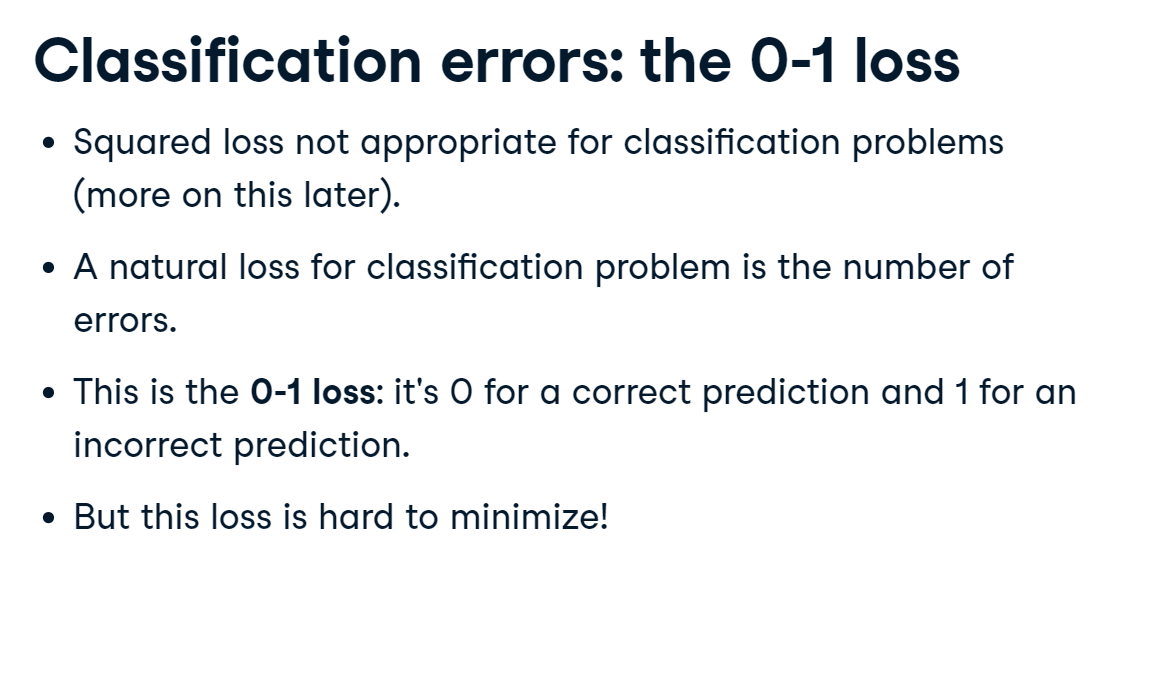 Classification errors: the 0-1 loss
• Squared loss not appropriate for classification problems
(more on this later).
• A natural loss for classification problem is the number of
errors.
• This is the 0-1 loss: it's 0 for a correct prediction and 1 for an
incorrect prediction.
• But this loss is hard to minimize!